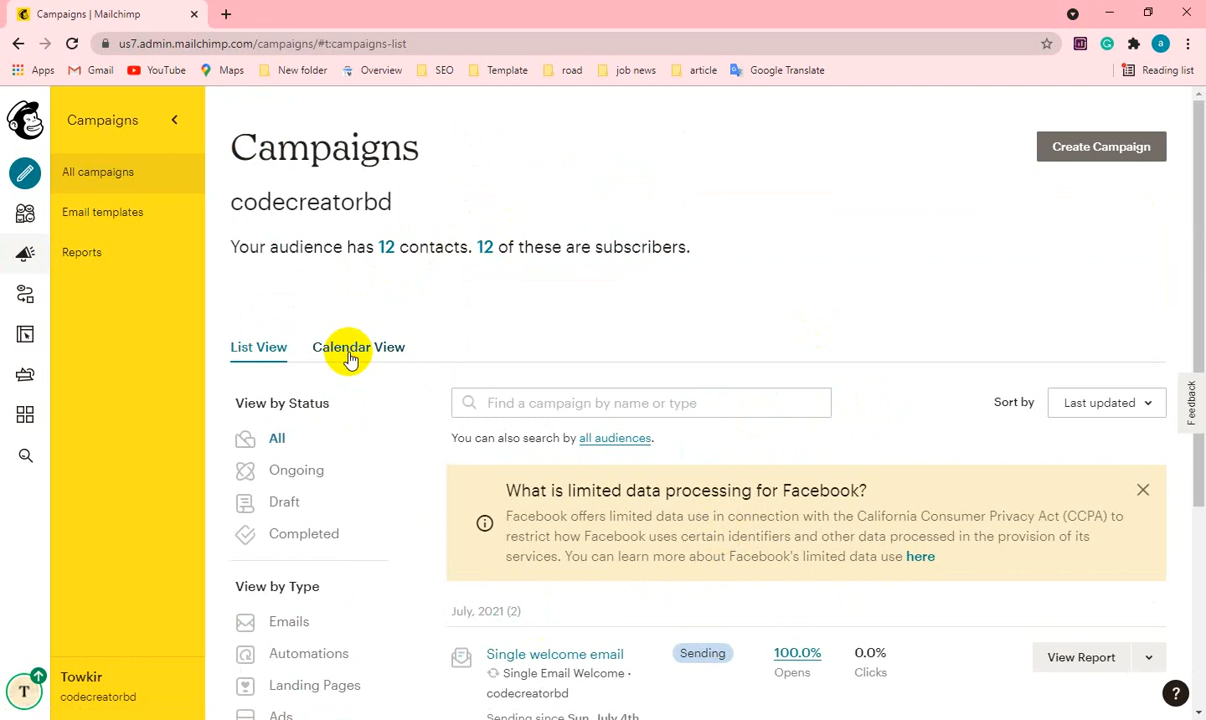 Campaigns | Mailchimp
us7.admin.mailchimp.com/campaigns/#t:campaigns-list
a
Apps Gmail YouTube Maps New folder Overview SEO Template road job news article Google Translate Reading list
Campaigns
All campaigns
Email templates
Reports
Campaigns
Create Campaign
codecreatorbd
Your audience has 12 contacts. 12 of these are subscribers.
List View Calendar View
Feedback
View by Status
All
Ongoing
Draft
Completed
View by Type
Emails
Automations
Landing Pages
Ads
Find a campaign by name or type
Sort by Last updated
You can also search by all audiences.
What is limited data processing for Facebook?
Facebook offers limited data use in connection with the California Consumer Privacy Act (CCPA) to
restrict how Facebook uses certain identifiers and other data processed in the provision of its
services. You can learn more about Facebook's limited data use here
July, 2021 (2)
Single welcome email Sending 100.0% 0.0% View Report
Single Email Welcome · Opens Clicks
codecreatorbd
Sending since Sun, July 4th
T
Towkir
codecreatorbd
?